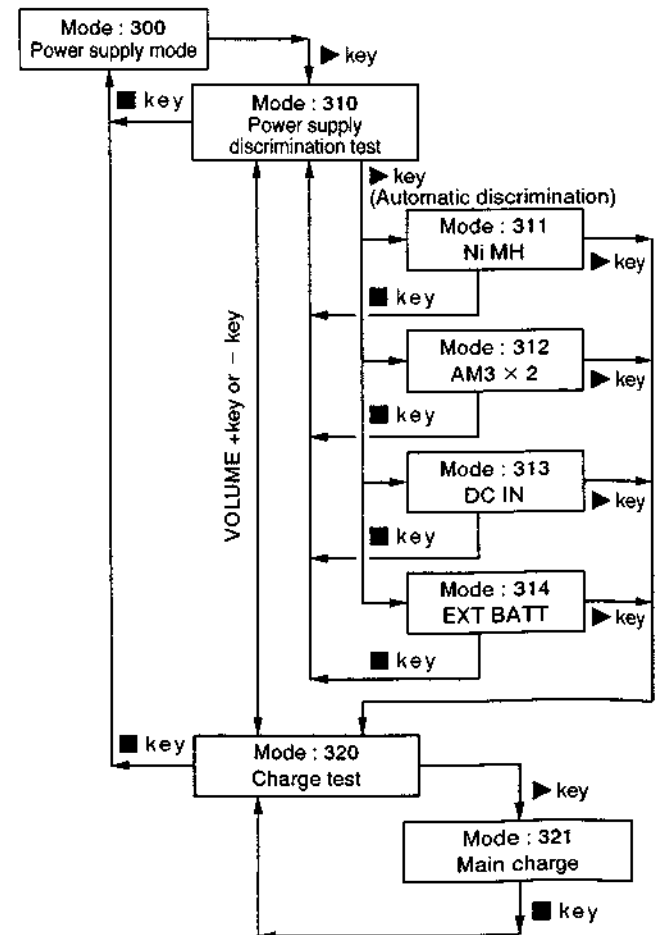 Mode : 300
Power supply mode
▶ key
■ key
Mode : 310
Power supply
discrimination test
▶ key
(Automatic discrimination)
Mode : 311
Ni MH
▶ key
■ key
Mode : 312
AM3 × 2
▶ key
■ key
VOLUME +key or − key
Mode : 313
DC IN
▶ key
■ key
Mode : 314
EXT BATT
▶ key
■ key
■ key
Mode : 320
Charge test
▶ key
Mode : 321
Main charge
■ key